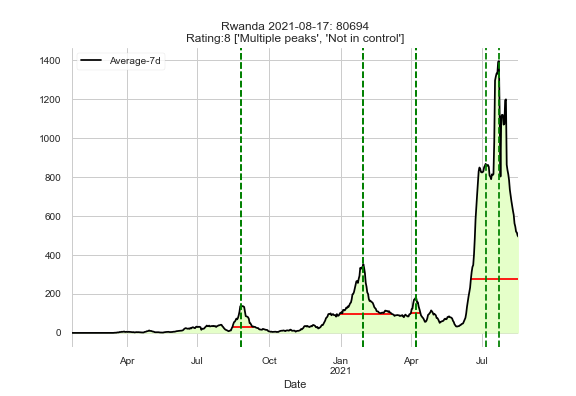 Rwanda 2021-08-17: 80694
Rating:8 ['Multiple peaks', 'Not in control']
Average-7d
1400
1200
1000
800
600
400
200
0
Apr Jul Oct Jan Apr Jul
2021
Date